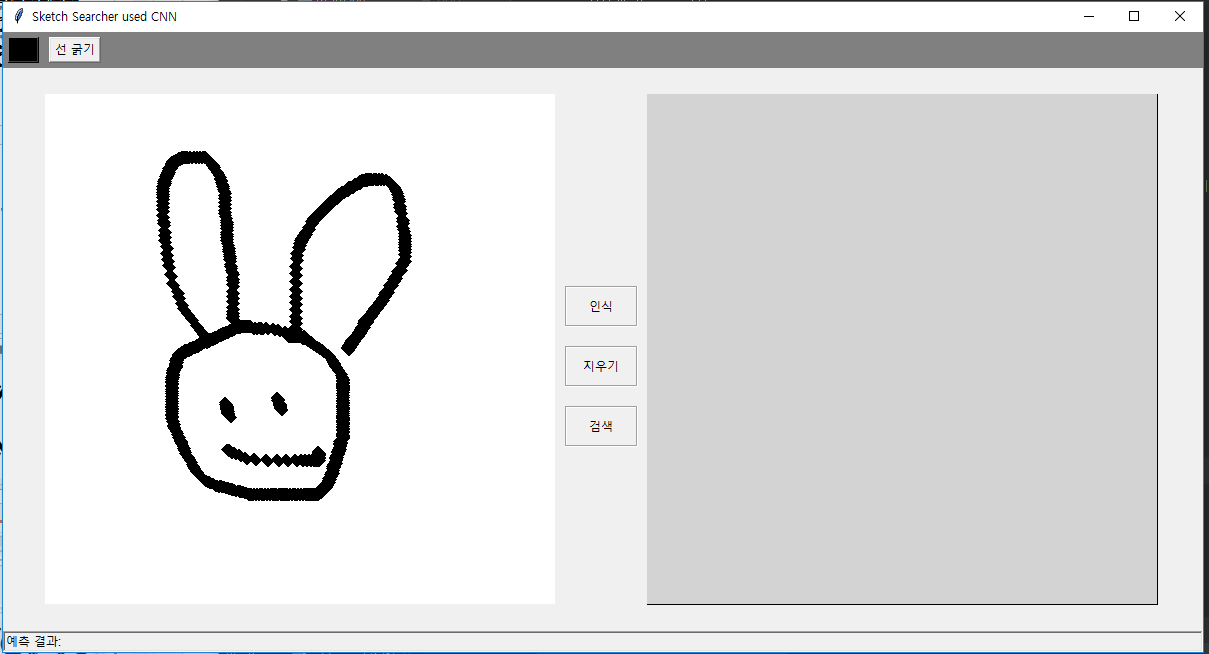 Sketch Searcher used CNN
선 굵기
인식
지우기
검색
예측 결과: